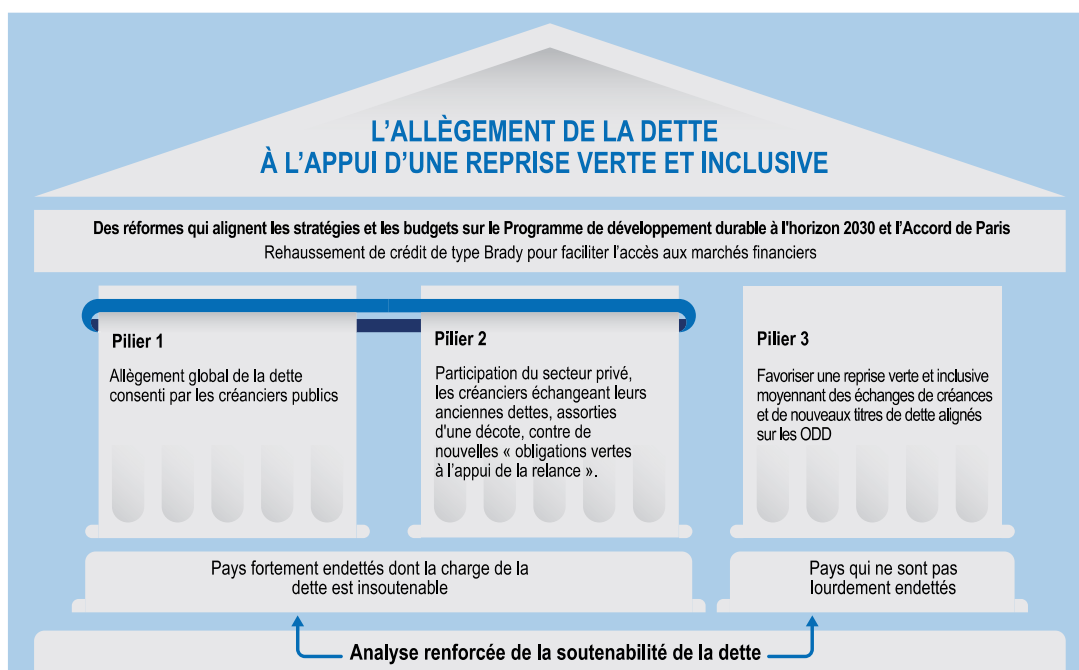 L'ALLÈGEMENT DE LA DETTE
À L'APPUI D'UNE REPRISE VERTE ET INCLUSIVE
Des réformes qui alignent les stratégies et les budgets sur le Programme de développement durable à l'horizon 2030 et l'Accord de Paris
Rehaussement de crédit de type Brady pour faciliter l'accès aux marchés financiers
Pilier 1
Allègement global de la dette
consenti par les créanciers publics
Pilier 2
Participation du secteur privé,
les créanciers échangeant leurs
anciennes dettes, assorties
d'une décote, contre de
nouvelles « obligations vertes
à l'appui de la relance ».
Pilier 3
Favoriser une reprise verte et inclusive
moyennant des échanges de créances
et de nouveaux titres de dette alignés
sur les ODD
Pays fortement endettés dont la charge de la
dette est insoutenable
Pays qui ne sont pas
lourdement endettés
Analyse renforcée de la soutenabilité de la dette